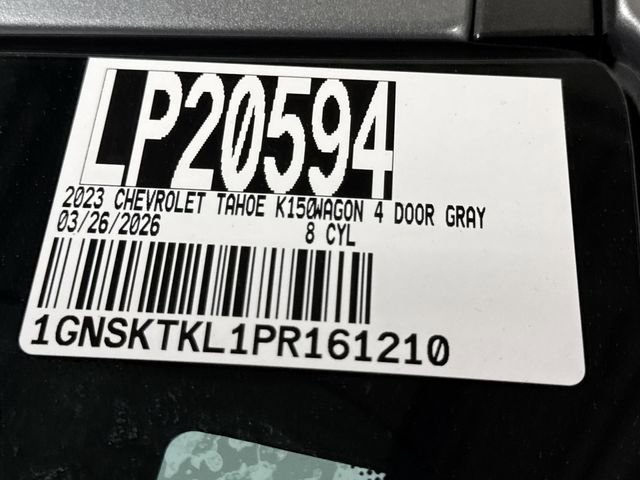 LP20594
2023 CHEVROLET TAHOE K150WAGON 4 DOOR GRAY
03/26/2026 8 CYL
1GNSKTKL1PR161210